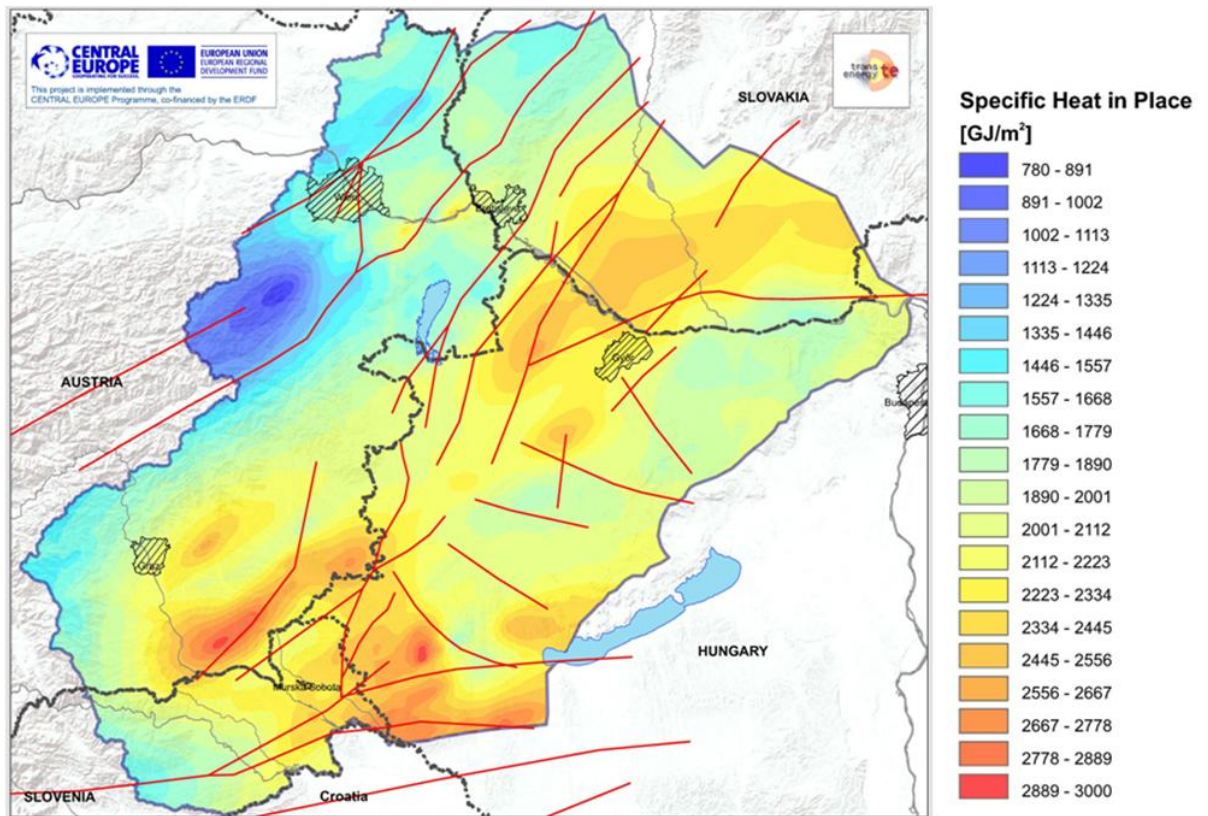 CENTRAL
EUROPE
COOPERATING FOR SUCCESS.
EUROPEAN UNION
EUROPEAN REGIONAL
DEVELOPMENT FUND
This project is implemented through the
CENTRAL EUROPE Programme, co-financed by the ERDF
trans
energy te
SLOVAKIA
AUSTRIA
Győr
Graz
HUNGARY
Murska Sobota
SLOVENIA
Croatia
Specific Heat in Place
[GJ/m²]
780 - 891
891 - 1002
1002 - 1113
1113 - 1224
1224 - 1335
1335 - 1446
1446 - 1557
1557 - 1668
1668 - 1779
1779 - 1890
1890 - 2001
2001 - 2112
2112 - 2223
2223 - 2334
2334 - 2445
2445 - 2556
2556 - 2667
2667 - 2778
2778 - 2889
2889 - 3000